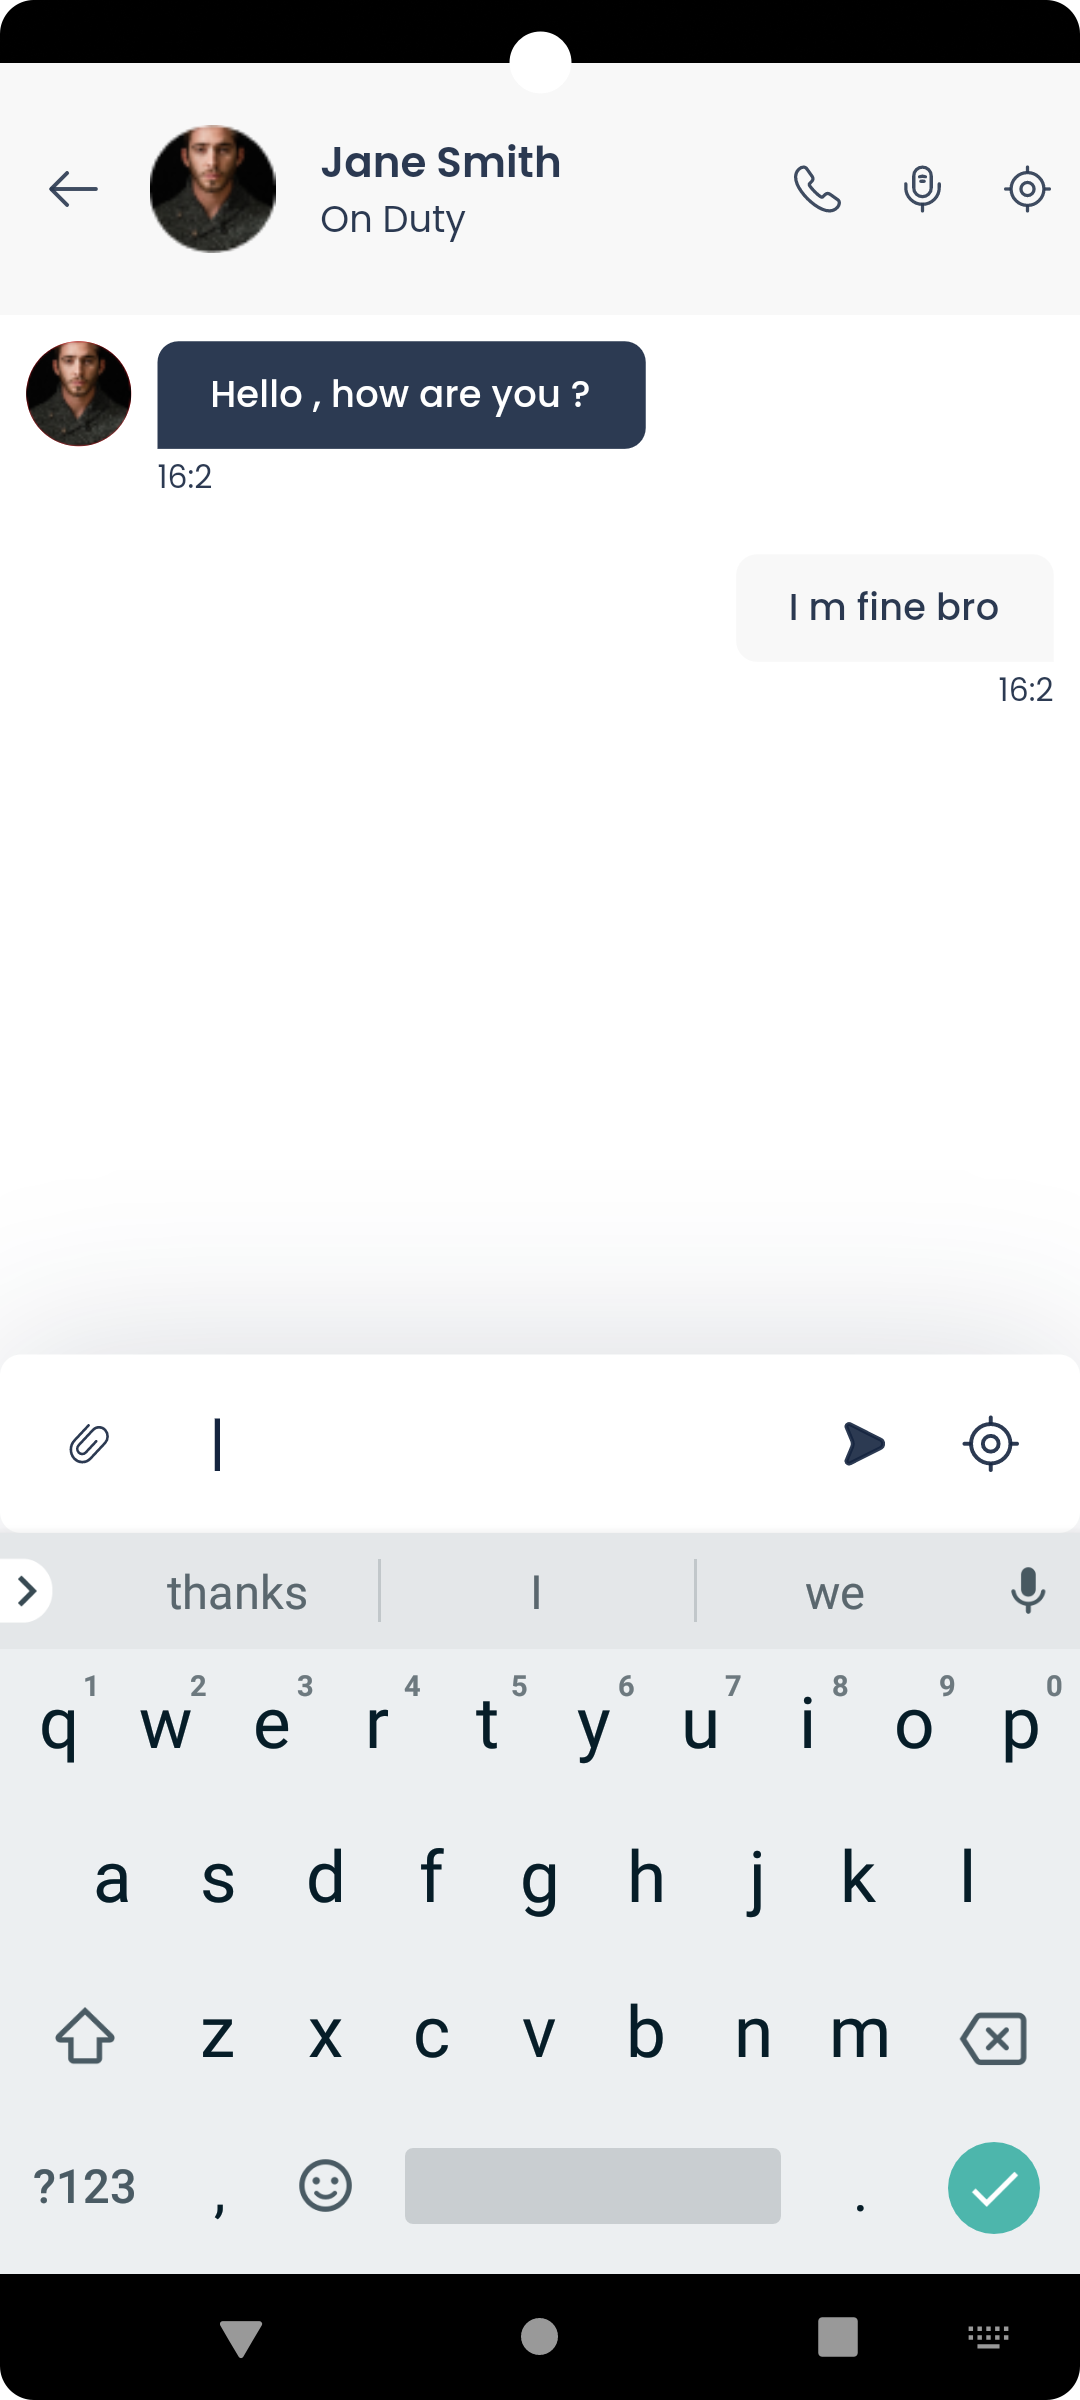 Jane Smith
On Duty
Hello , how are you ?
16:2
I m fine bro
16:2
thanks I we
1 2 3 4 5 6 7 8 9 0
q w e r t y u i o p
a s d f g h j k l
z x c v b n m
?123 , .